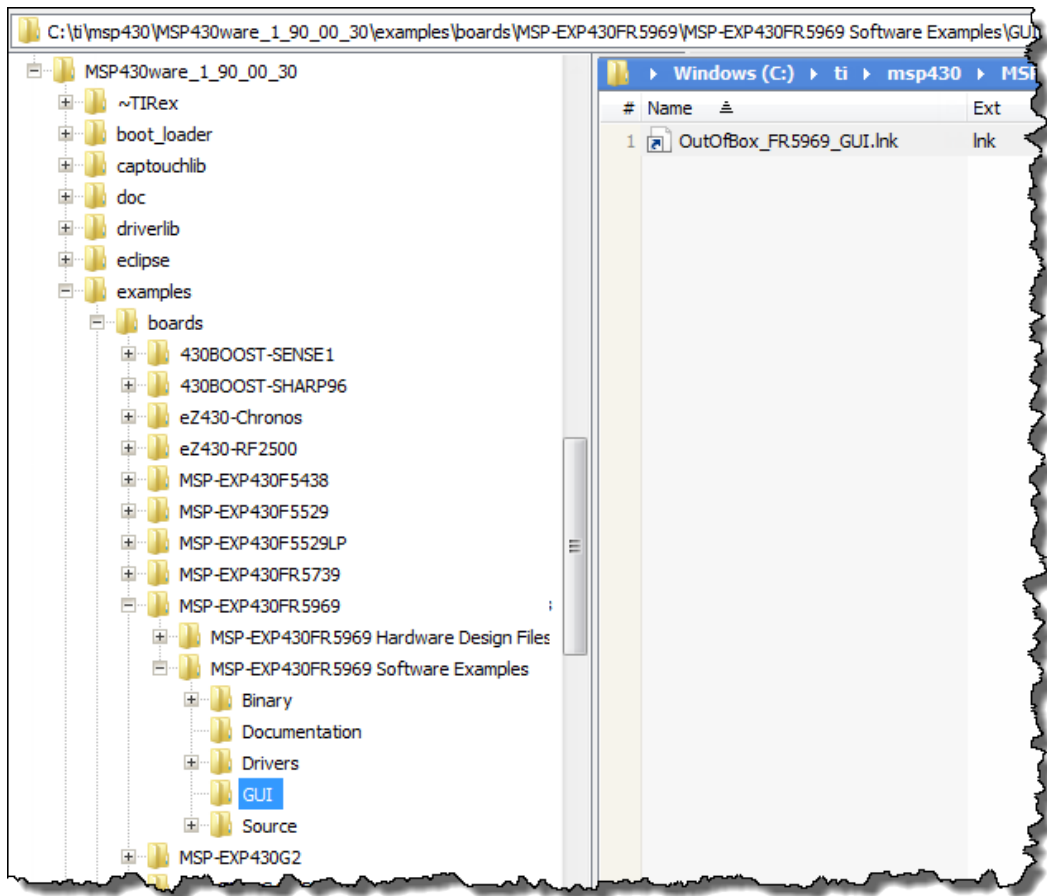 C:\ti\msp430\MSP430ware_1_90_00_30\examples\boards\MSP-EXP430FR5969\MSP-EXP430FR5969 Software Examples\GUI
MSP430ware_1_90_00_30
~TIRex
boot_loader
captouchlib
doc
driverlib
eclipse
examples
boards
430BOOST-SENSE1
430BOOST-SHARP96
eZ430-Chronos
eZ430-RF2500
MSP-EXP430F5438
MSP-EXP430F5529
MSP-EXP430F5529LP
MSP-EXP430FR5739
MSP-EXP430FR5969
MSP-EXP430FR5969 Hardware Design Files
MSP-EXP430FR5969 Software Examples
Binary
Documentation
Drivers
GUI
Source
MSP-EXP430G2
Windows (C:) ti msp430 MSP
# Name Ext
1 OutOfBox_FR5969_GUI.lnk lnk